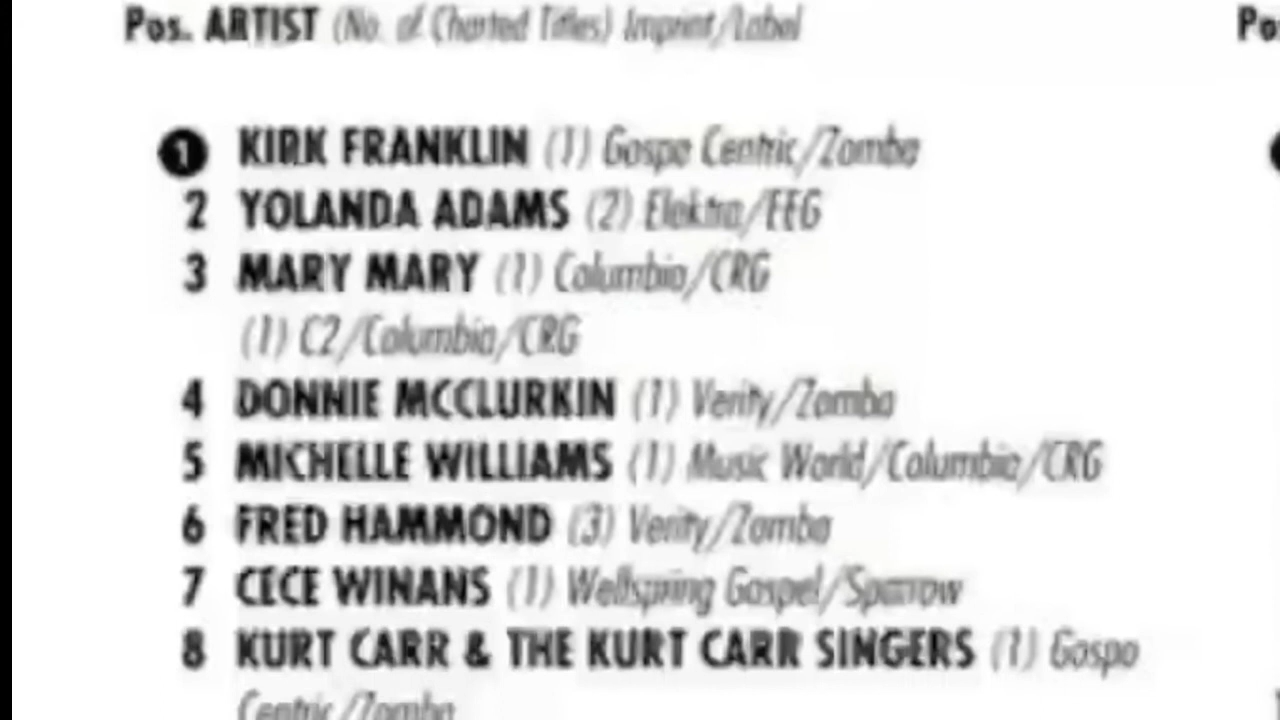 Pos. ARTIST (No. of Charted Titles) Imprint/Label
Po
1 KIRK FRANKLIN (1) Gospo Centric/Zomba
2 YOLANDA ADAMS (2) Elektra/EEG
3 MARY MARY (1) Columbia/CRG
(1) C2/Columbia/CRG
4 DONNIE MCCLURKIN (1) Verity/Zomba
5 MICHELLE WILLIAMS (1) Music World/Columbia/CRG
6 FRED HAMMOND (3) Verity/Zomba
7 CECE WINANS (1) Wellspring Gospel/Sparrow
8 KURT CARR & THE KURT CARR SINGERS (1) Gospo
Centric/Zomba